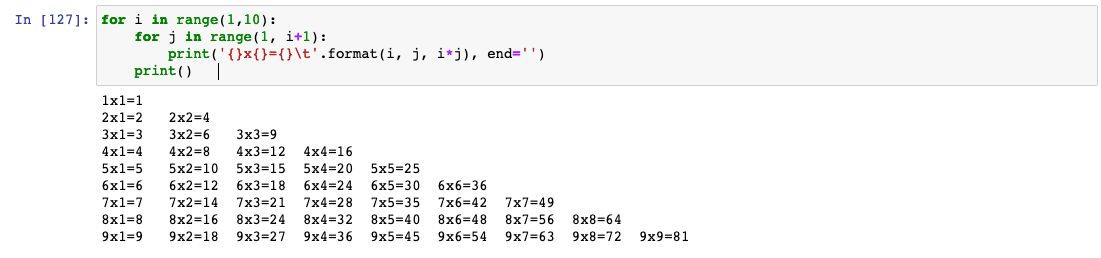 In [127]: for i in range(1,10):
    for j in range(1, i+1):
        print('{}x{}={}\t'.format(i, j, i*j), end='')
    print()
1x1=1
2x1=2	2x2=4
3x1=3	3x2=6	3x3=9
4x1=4	4x2=8	4x3=12	4x4=16
5x1=5	5x2=10	5x3=15	5x4=20	5x5=25
6x1=6	6x2=12	6x3=18	6x4=24	6x5=30	6x6=36
7x1=7	7x2=14	7x3=21	7x4=28	7x5=35	7x6=42	7x7=49
8x1=8	8x2=16	8x3=24	8x4=32	8x5=40	8x6=48	8x7=56	8x8=64
9x1=9	9x2=18	9x3=27	9x4=36	9x5=45	9x6=54	9x7=63	9x8=72	9x9=81